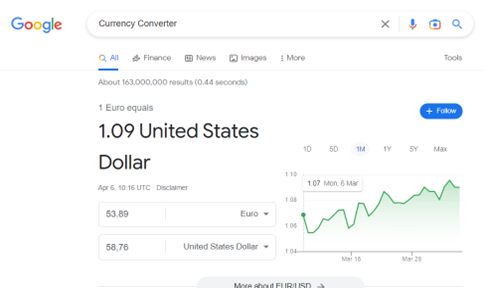 Google
Currency Converter
All Finance News Images More Tools
About 163,000,000 results (0.44 seconds)
1 Euro equals
1.09 United States
Dollar
Apr 6, 10:16 UTC · Disclaimer
+ Follow
53.89 Euro
58,76 United States Dollar
1D 5D 1M 1Y 5Y Max
1.10
1.07 Mon, 6 Mar
1.08
1.06
1.04
Mar 16 Mar 28
More about EUR/USD →